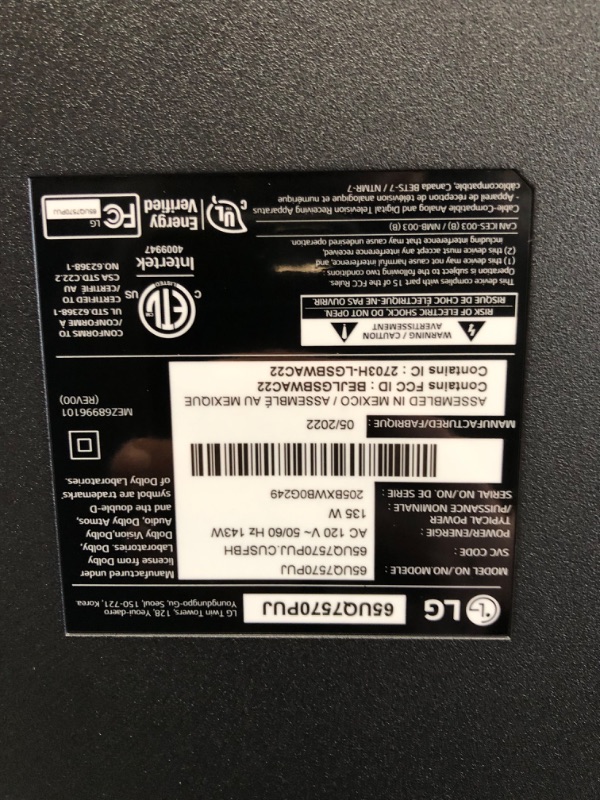 LG
65UQ7570PUJ
LG Twin Towers, 128, Yeoui-daero
Youngdungpo-Gu, Seoul, 150-721, Korea
MODEL NO./NO.MODELE :
65UQ7570PUJ
SVC CODE :
65UQ7570PUJ.CUSFBH
POWER/ENERGIE :
AC 120 V~ 50/60 Hz 143W
TYPICAL POWER
/PUISSANCE NOMINALE :
135 W
SERIAL NO./NO. DE SERIE :
205BXWB0G249
MANUFACTURED/FABRIQUE :
05/2022
ASSEMBLED IN MEXICO / ASSEMBLÉ AU MEXIQUE
Contains FCC ID : BEJLGSBWAC22
Contains IC : 2703H-LGSBWAC22
Manufactured under
license from Dolby
Laboratories. Dolby,
Dolby Vision, Dolby
Audio, Dolby Atmos,
and the double-D
symbol are trademarks
of Dolby Laboratories.
MEZ68996101
(REV00)
WARNING / CAUTION
AVERTISSEMENT
RISK OF ELECTRIC SHOCK, DO NOT OPEN.
RISQUE DE CHOC ÉLECTRIQUE-NE PAS OUVRIR
This device complies with part 15 of the FCC Rules.
Operation is subject to the following two conditions:
(1) this device may not cause harmful interference, and
(2) this device must accept any interference received,
including interference that may cause undesired operation.
CAN ICES-003 (B) / NMB-003 (B)
Cable-Compatible Analog and Digital Television Receiving Apparatus
- Appareil de réception de télévision analogique et numérique
câblocompatible, Canada BETS-7 / NTMR-7
C
ETL
LISTED
US
Intertek
4009947
CONFORMS TO
/CONFORME À
UL STD.62368-1
CERTIFIED TO
/CERTIFIÉ AU
CSA STD.C22.2
NO.62368-1
c
UL
Energy
Verified
FC
LG
65UQ7570PUJ